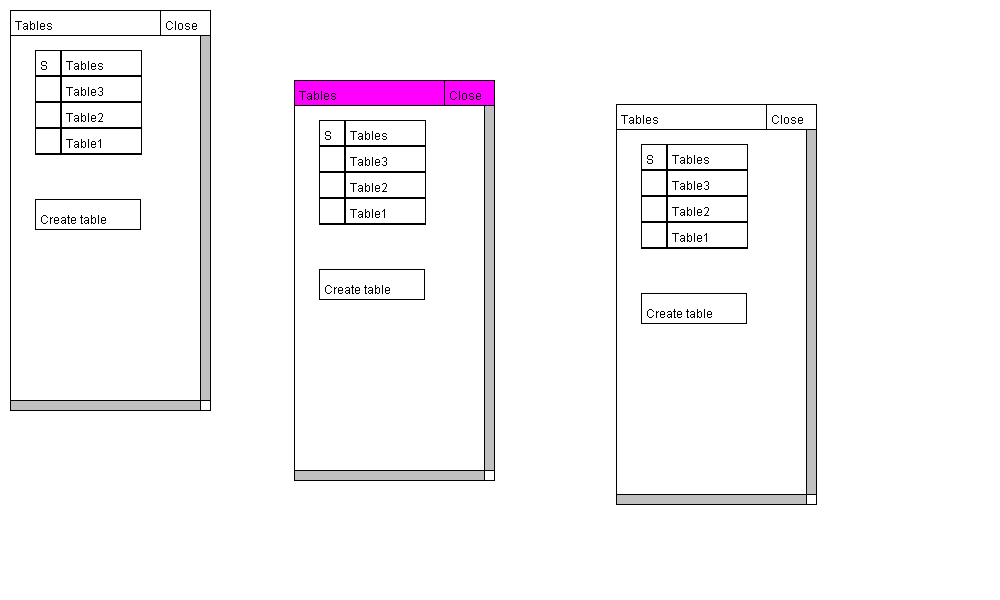 Tables Close
S Tables
Table3
Table2
Table1
Create table
Tables Close
S Tables
Table3
Table2
Table1
Create table
Tables Close
S Tables
Table3
Table2
Table1
Create table